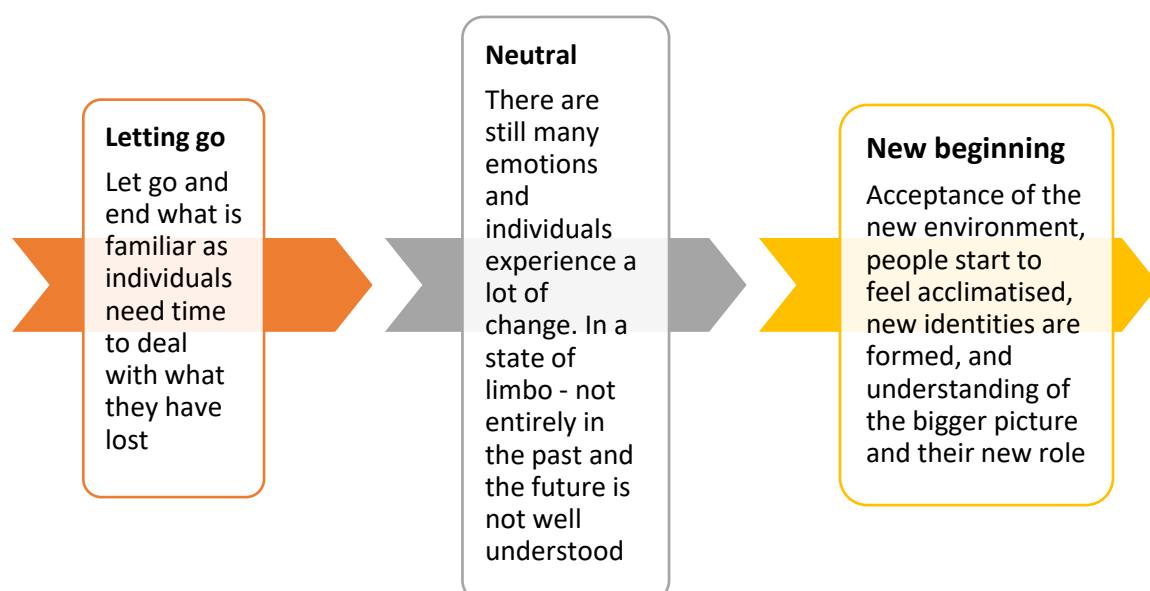 Letting go
Let go and
end what is
familiar as
individuals
need time
to deal
with what
they have
lost
Neutral
There are
still many
emotions
and
individuals
experience a
lot of
change. In a
state of
limbo - not
entirely in
the past and
the future is
not well
understood
New beginning
Acceptance of the
new environment,
people start to
feel acclimatised,
new identities are
formed, and
understanding of
the bigger picture
and their new role